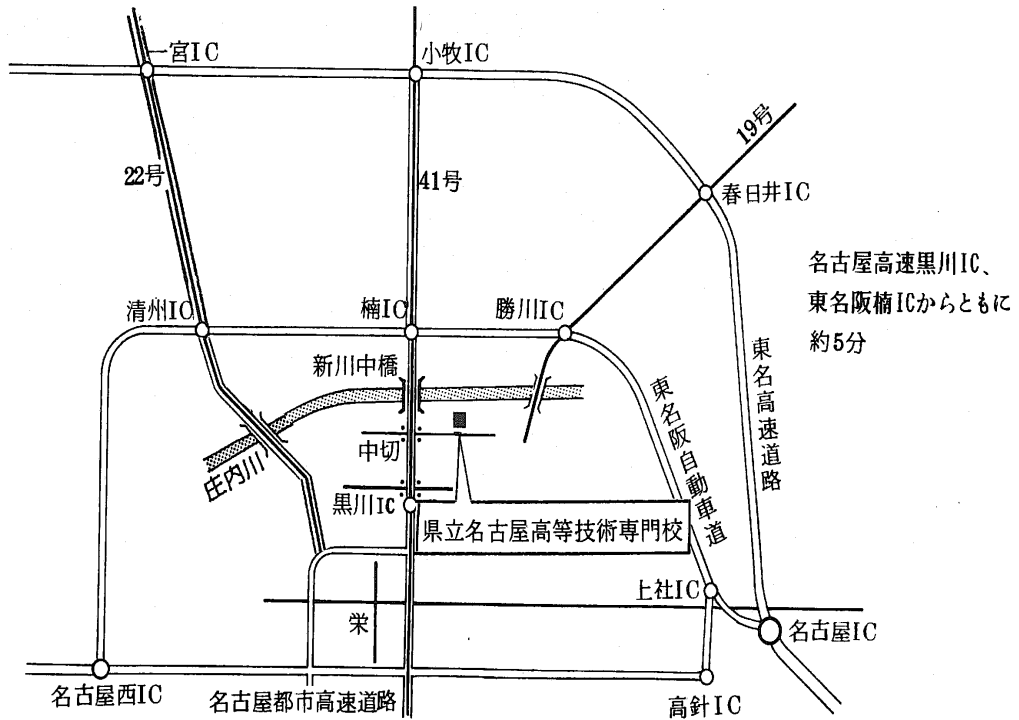 一宮IC
小牧IC
19号
22号
41号
春日井IC
名古屋高速黒川IC、
東名阪楠ICからともに
約5分
清州IC
楠IC
勝川IC
新川中橋
東名高速道路
東名阪自動車道
中切
庄内川
黒川IC
県立名古屋高等技術専門校
上社IC
栄
名古屋IC
名古屋西IC
名古屋都市高速道路
高針IC